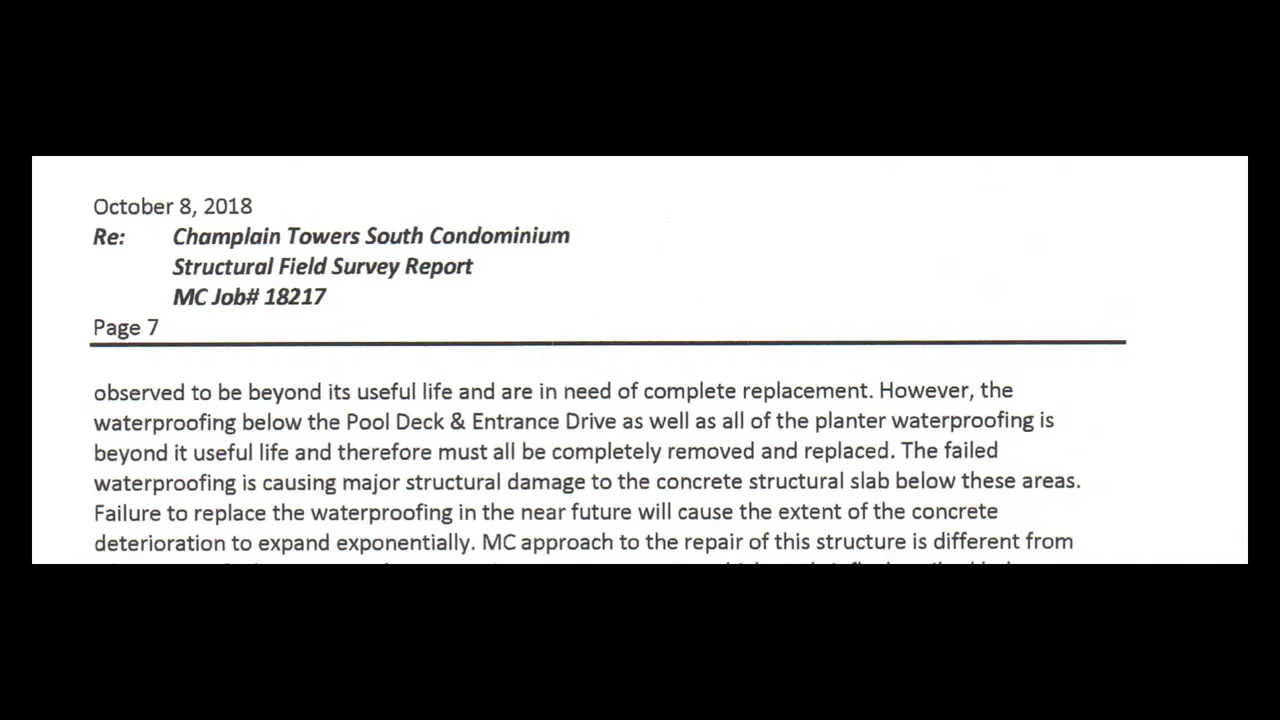 October 8, 2018
Re: Champlain Towers South Condominium
Structural Field Survey Report
MC Job# 18217
Page 7
observed to be beyond its useful life and are in need of complete replacement. However, the
waterproofing below the Pool Deck & Entrance Drive as well as all of the planter waterproofing is
beyond it useful life and therefore must all be completely removed and replaced. The failed
waterproofing is causing major structural damage to the concrete structural slab below these areas.
Failure to replace the waterproofing in the near future will cause the extent of the concrete
deterioration to expand exponentially. MC approach to the repair of this structure is different from